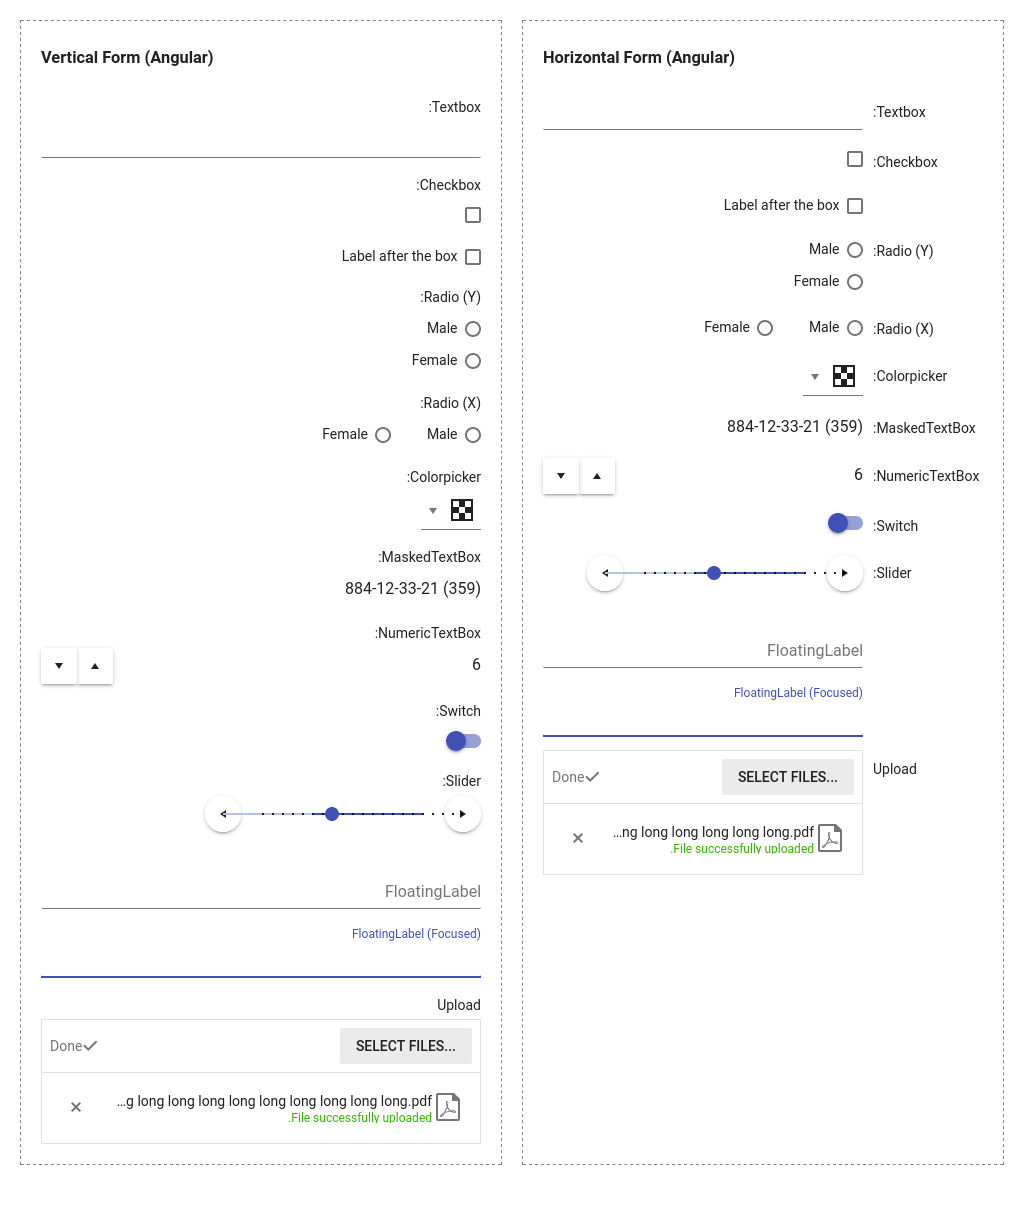 Vertical Form (Angular)
:Textbox
:Checkbox
Label after the box
:Radio (Y)
Male
Female
:Radio (X)
Female Male
:Colorpicker
:MaskedTextBox
884-12-33-21 (359)
:NumericTextBox
6
:Switch
:Slider
FloatingLabel
FloatingLabel (Focused)
Upload
Done SELECT FILES...
...g long long long long long long long long long.pdf
.File successfully uploaded
Horizontal Form (Angular)
:Textbox
:Checkbox
Label after the box
Male :Radio (Y)
Female
Female Male :Radio (X)
:Colorpicker
884-12-33-21 (359) :MaskedTextBox
6 :NumericTextBox
:Switch
:Slider
FloatingLabel
FloatingLabel (Focused)
Done SELECT FILES... Upload
...ng long long long long long.pdf
.File successfully uploaded